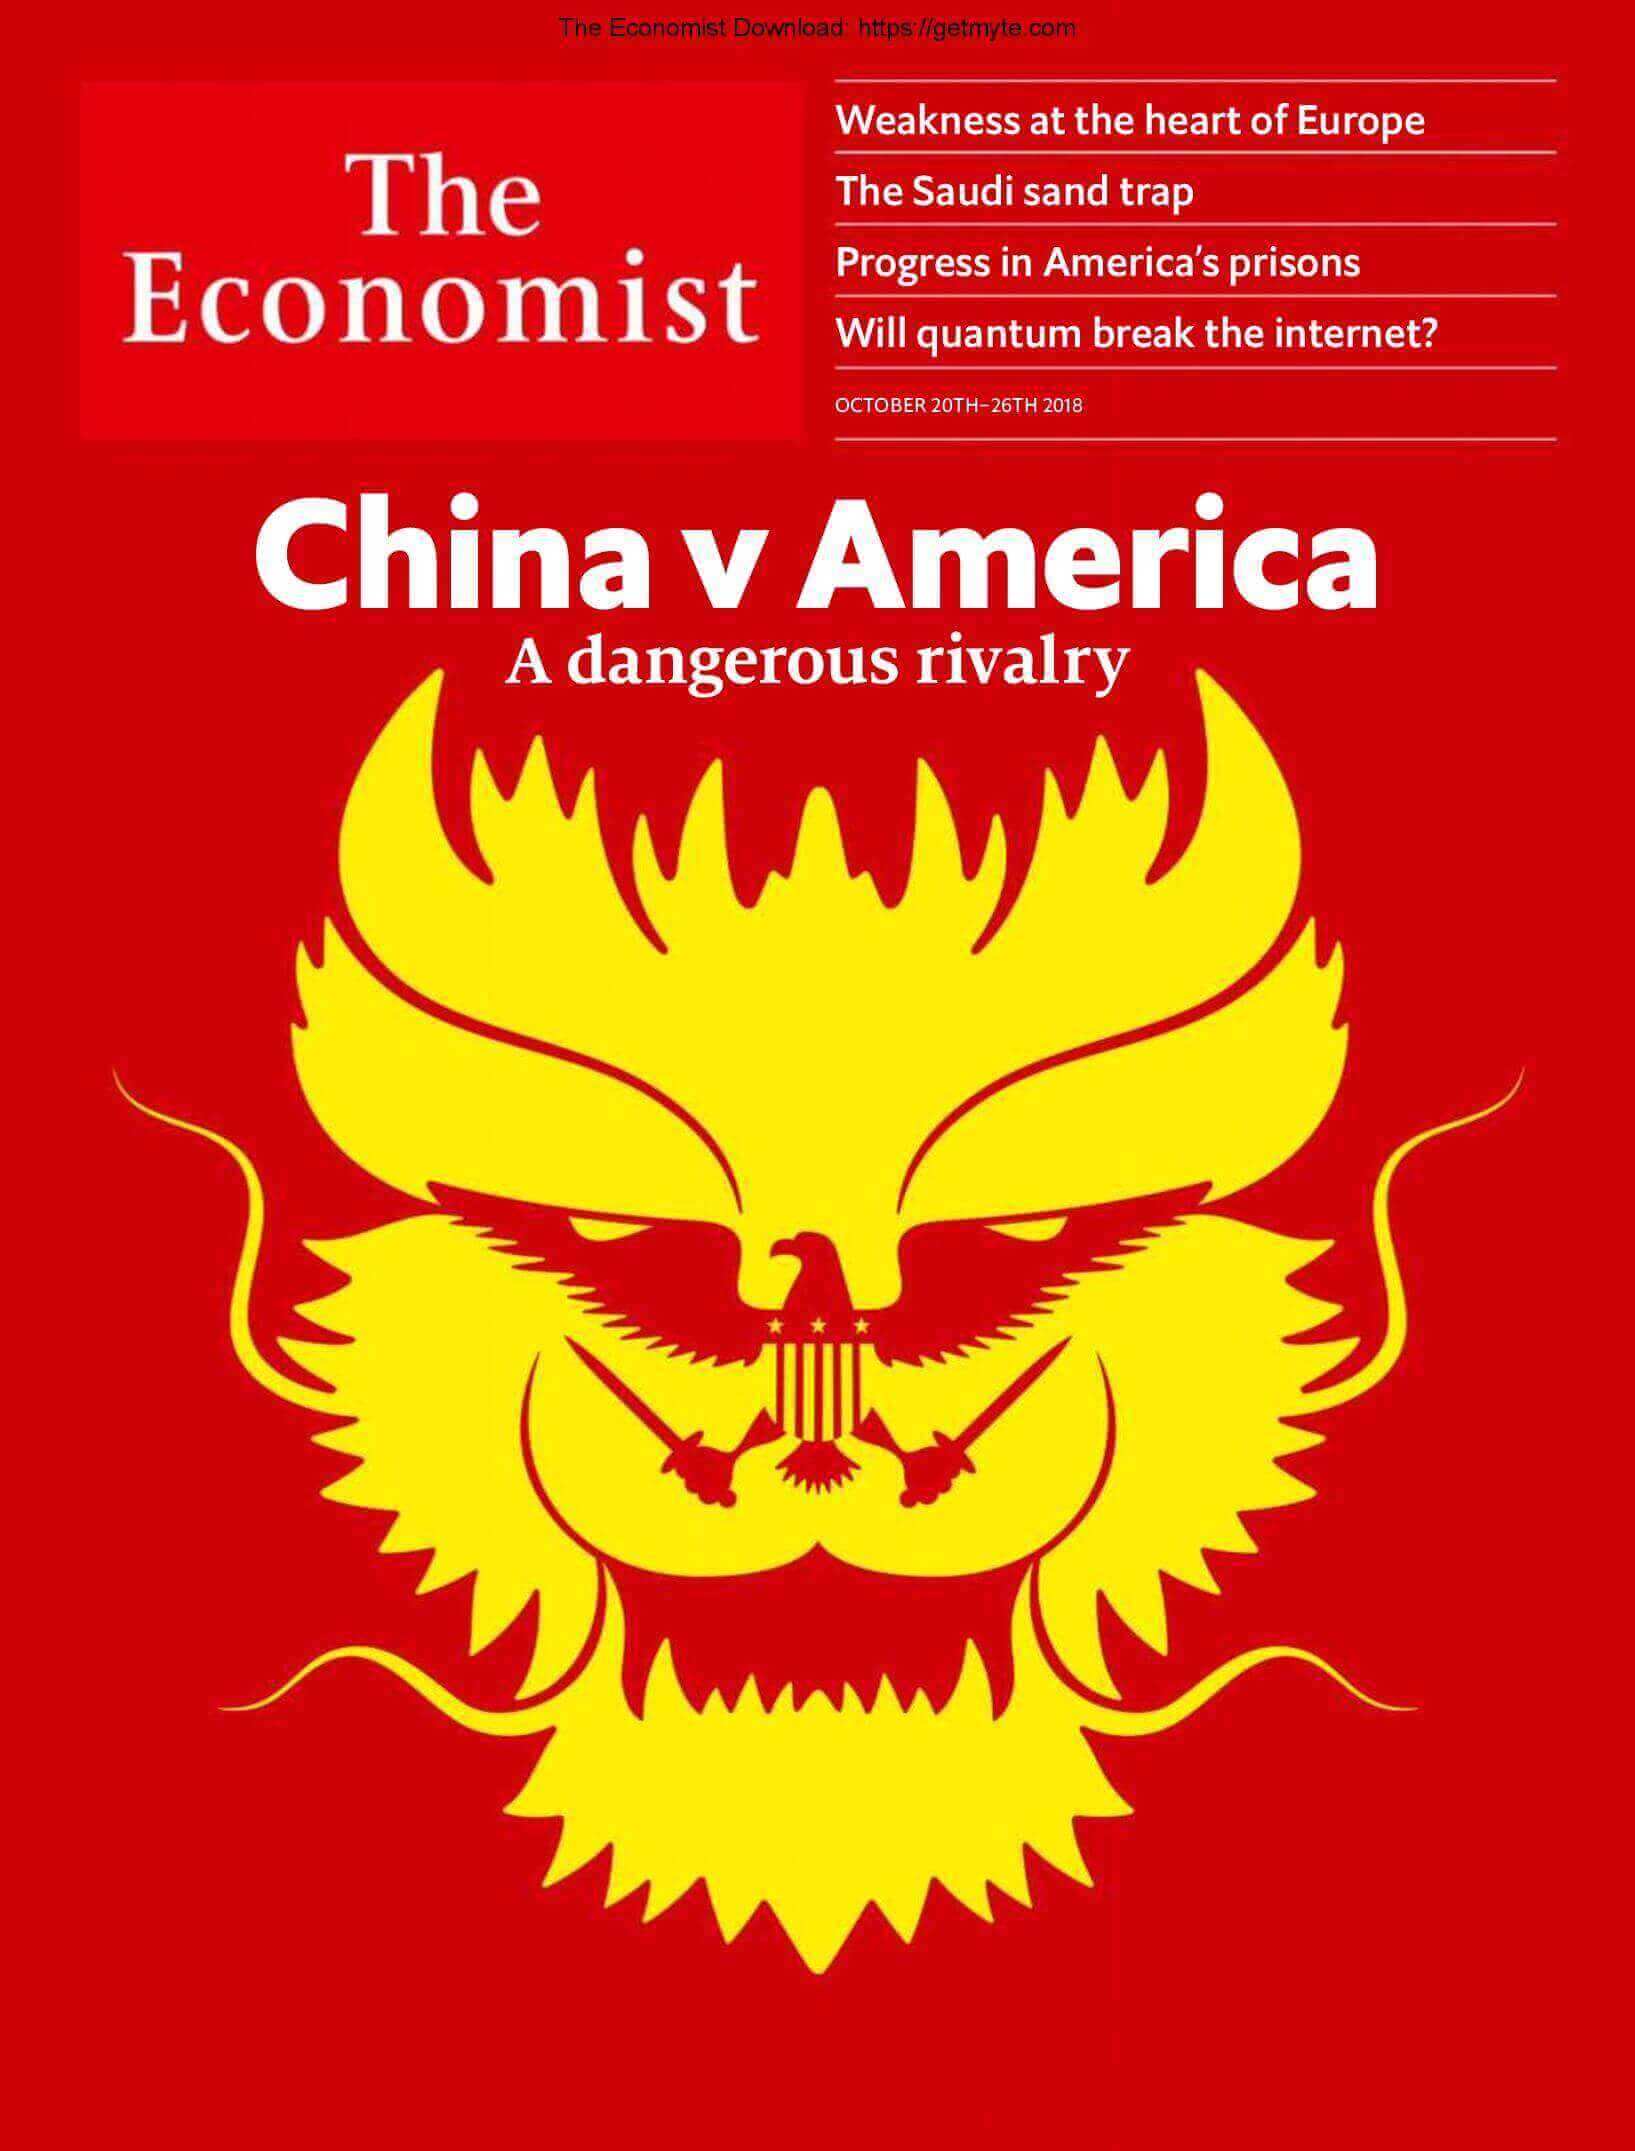 The Economist Download: https://getmyte.com
The
Economist
Weakness at the heart of Europe
The Saudi sand trap
Progress in America's prisons
Will quantum break the internet?
OCTOBER 20TH–26TH 2018
China v America
A dangerous rivalry